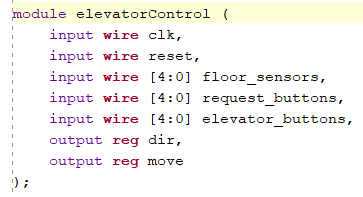 module elevatorControl (
    input wire clk,
    input wire reset,
    input wire [4:0] floor_sensors,
    input wire [4:0] request_buttons,
    input wire [4:0] elevator_buttons,
    output reg dir,
    output reg move
);